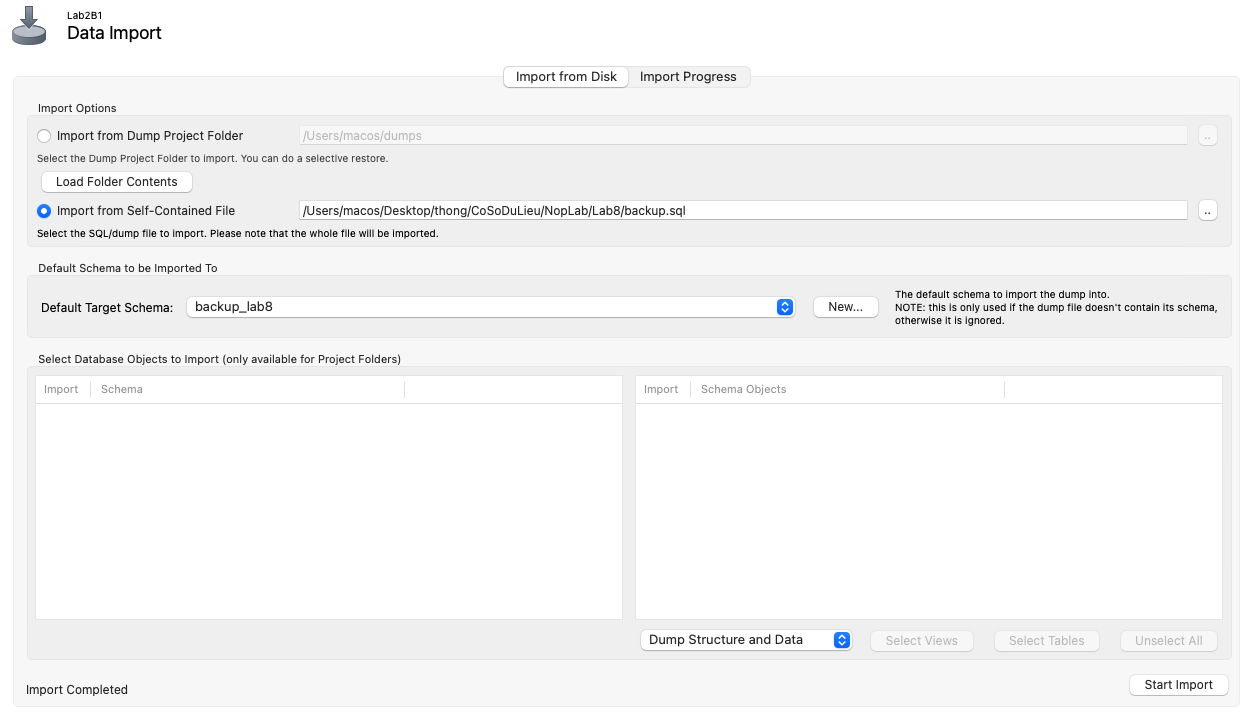 Lab2B1
Data Import
Import from Disk Import Progress
Import Options
Import from Dump Project Folder /Users/macos/dumps ..
Select the Dump Project Folder to import. You can do a selective restore.
Load Folder Contents
Import from Self-Contained File /Users/macos/Desktop/thong/CoSoDuLieu/NopLab/Lab8/backup.sql ..
Select the SQL/dump file to import. Please note that the whole file will be imported.
Default Schema to be Imported To
Default Target Schema: backup_lab8 New...
The default schema to import the dump into.
NOTE: this is only used if the dump file doesn't contain its schema,
otherwise it is ignored.
Select Database Objects to Import (only available for Project Folders)
Import Schema Import Schema Objects
Dump Structure and Data Select Views Select Tables Unselect All
Import Completed Start Import